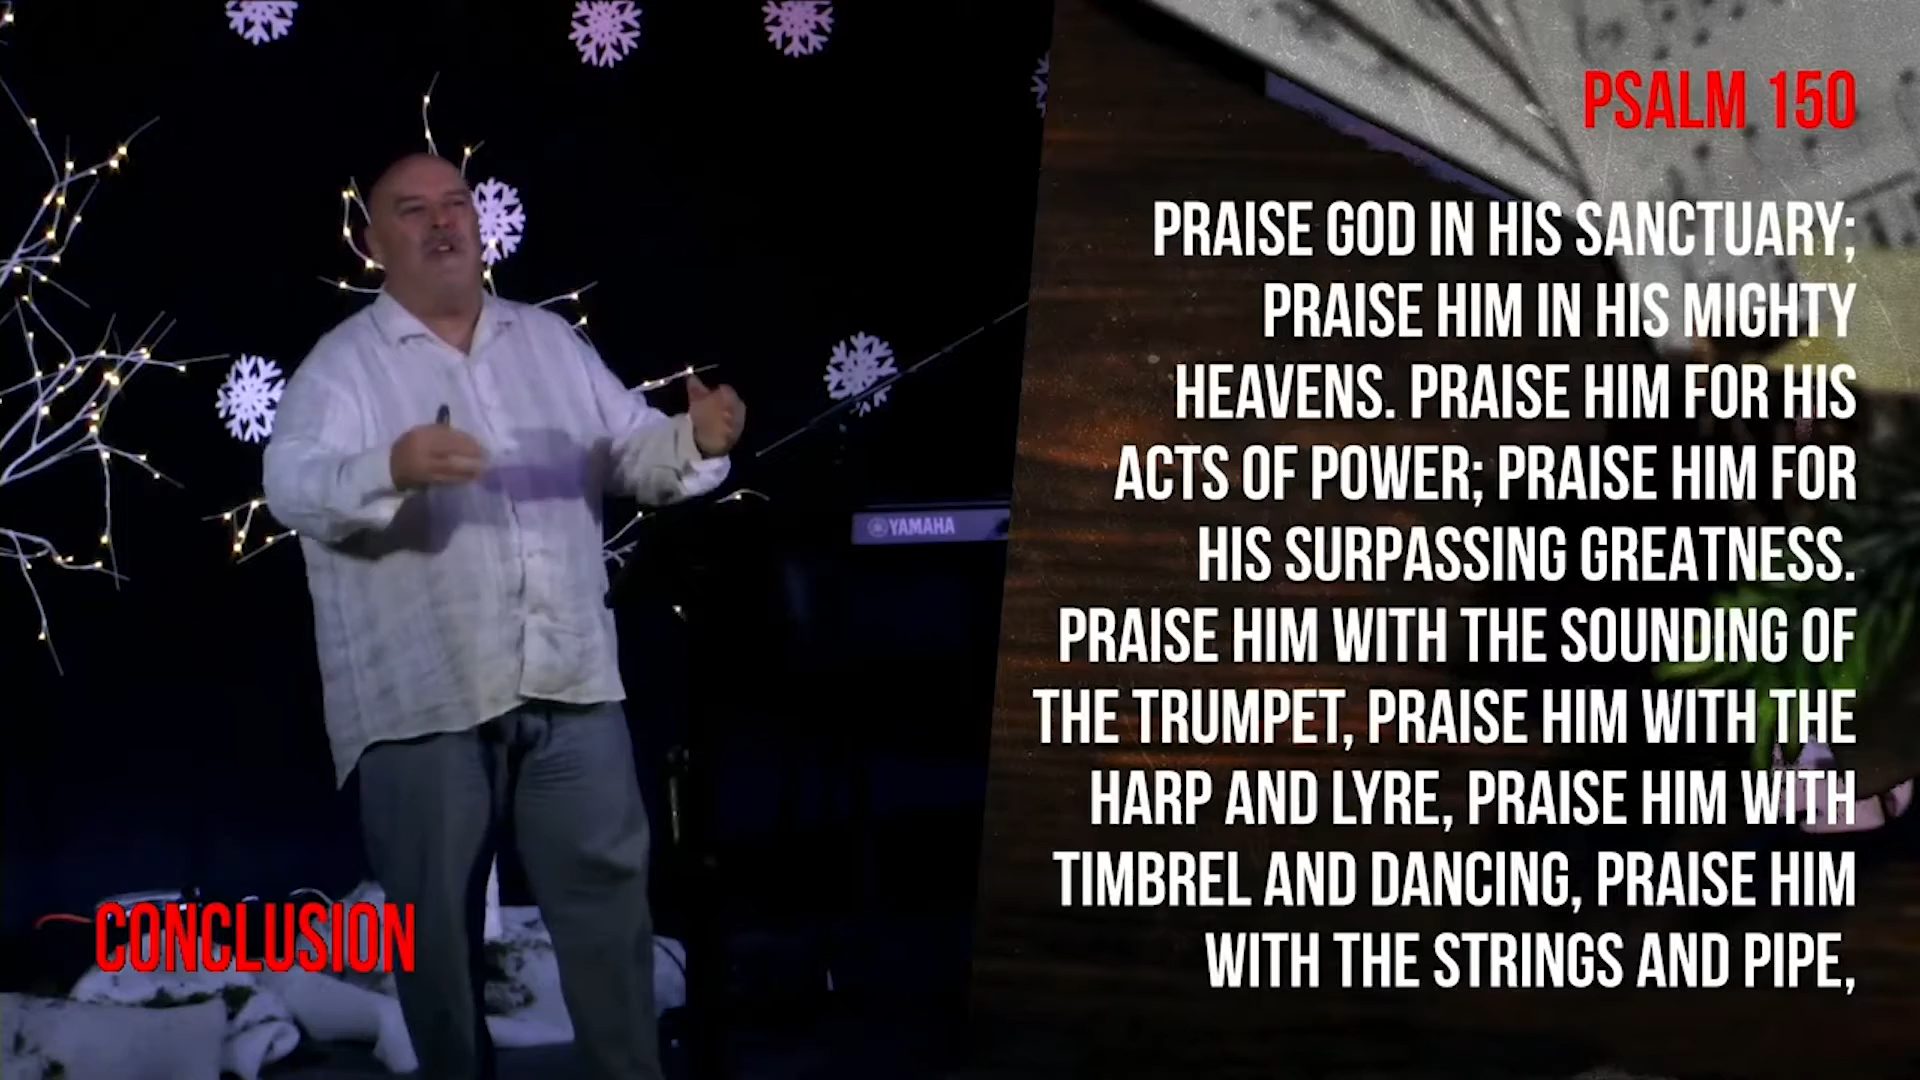 PSALM 150
PRAISE GOD IN HIS SANCTUARY;
PRAISE HIM IN HIS MIGHTY
HEAVENS. PRAISE HIM FOR HIS
ACTS OF POWER; PRAISE HIM FOR
HIS SURPASSING GREATNESS.
PRAISE HIM WITH THE SOUNDING OF
THE TRUMPET, PRAISE HIM WITH THE
HARP AND LYRE, PRAISE HIM WITH
TIMBREL AND DANCING, PRAISE HIM
WITH THE STRINGS AND PIPE,
YAMAHA
CONCLUSION